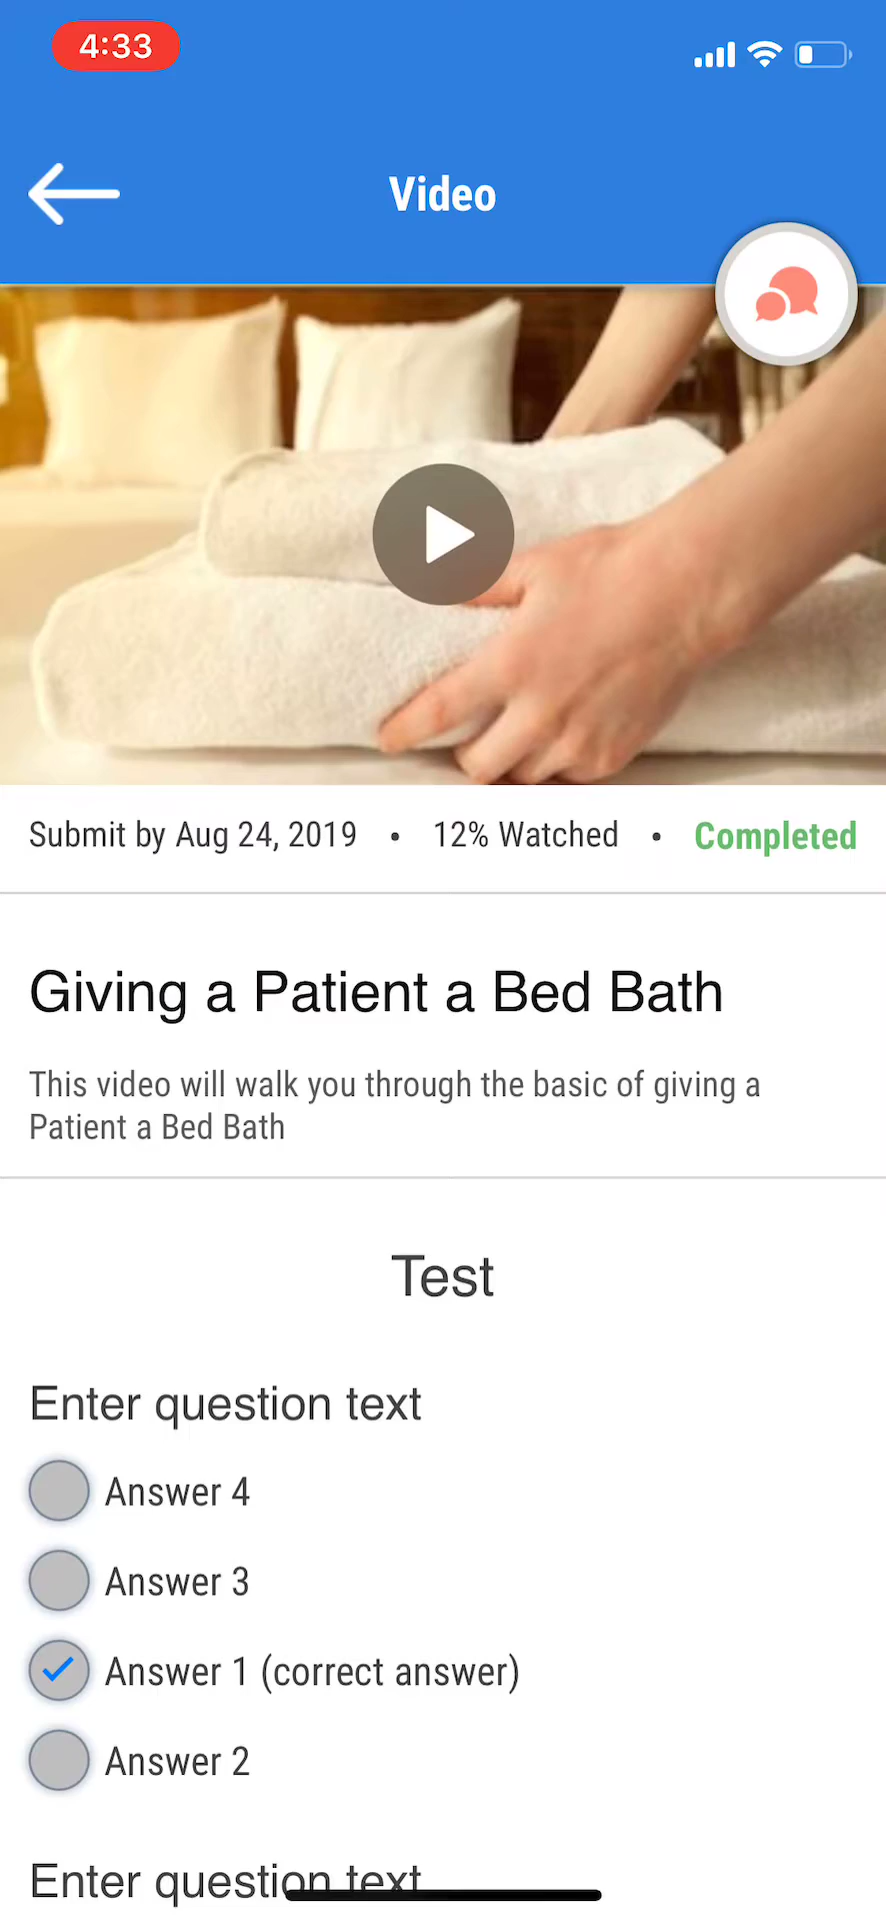 4:33
Video
Submit by Aug 24, 2019 • 12% Watched • Completed
Giving a Patient a Bed Bath
This video will walk you through the basic of giving a
Patient a Bed Bath
Test
Enter question text
Answer 4
Answer 3
Answer 1 (correct answer)
Answer 2
Enter question text